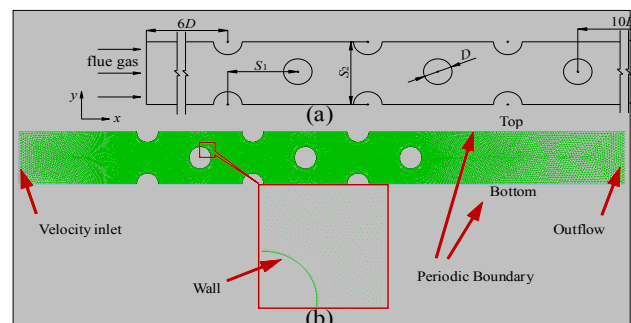 6D
10D
flue gas
S1
S2
D
y
x
(a)
Top
Bottom
Velocity inlet
Outflow
Wall
Periodic Boundary
(b)